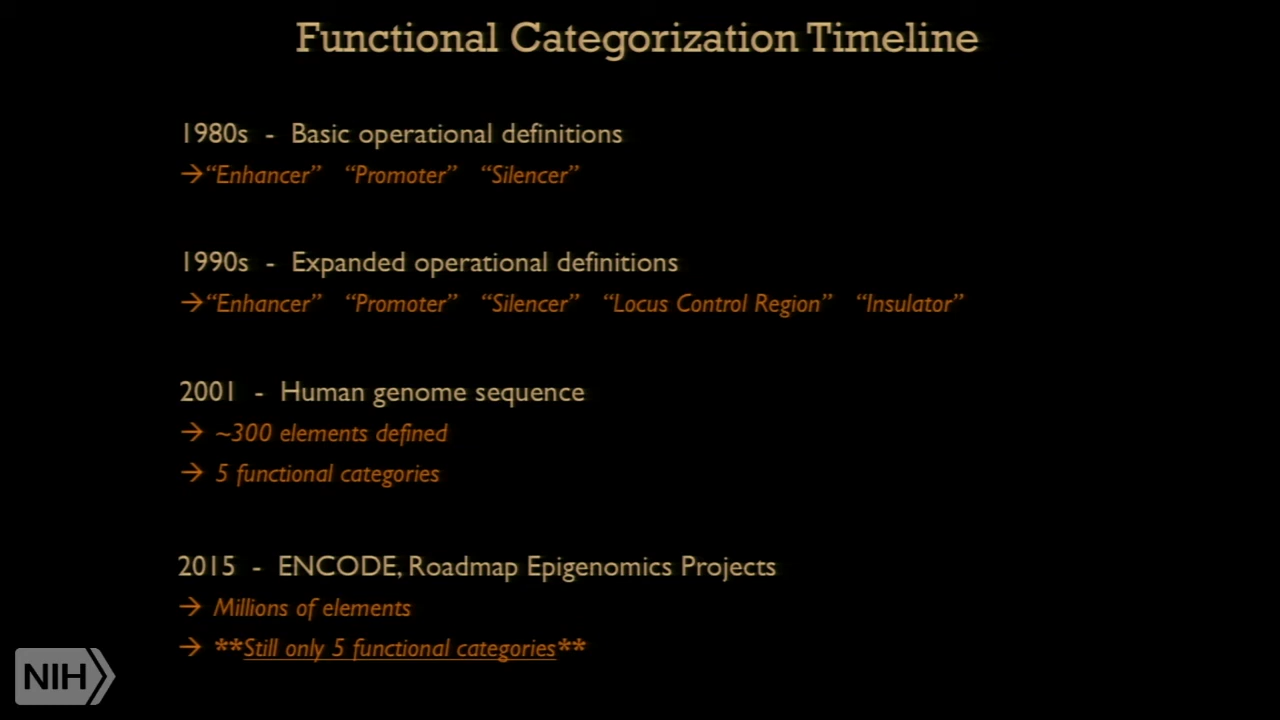 Functional Categorization Timeline
1980s - Basic operational definitions
→“Enhancer” “Promoter” “Silencer”
1990s - Expanded operational definitions
→“Enhancer” “Promoter” “Silencer” “Locus Control Region” “Insulator”
2001 - Human genome sequence
→ ~300 elements defined
→ 5 functional categories
2015 - ENCODE, Roadmap Epigenomics Projects
→ Millions of elements
→ **Still only 5 functional categories**
NIH